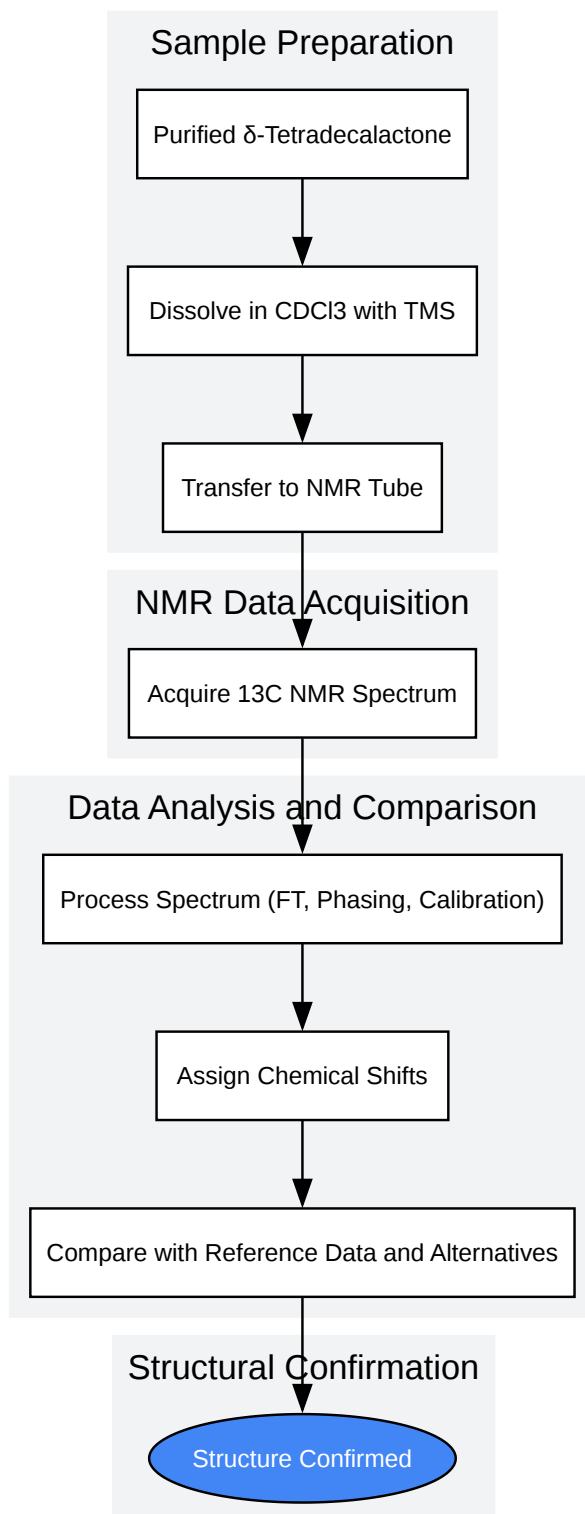 Sample Preparation
Purified δ-Tetradecalactone
Dissolve in CDCl3 with TMS
Transfer to NMR Tube
NMR Data Acquisition
Acquire 13C NMR Spectrum
Data Analysis and Comparison
Process Spectrum (FT, Phasing, Calibration)
Assign Chemical Shifts
Compare with Reference Data and Alternatives
Structural Confirmation
Structure Confirmed